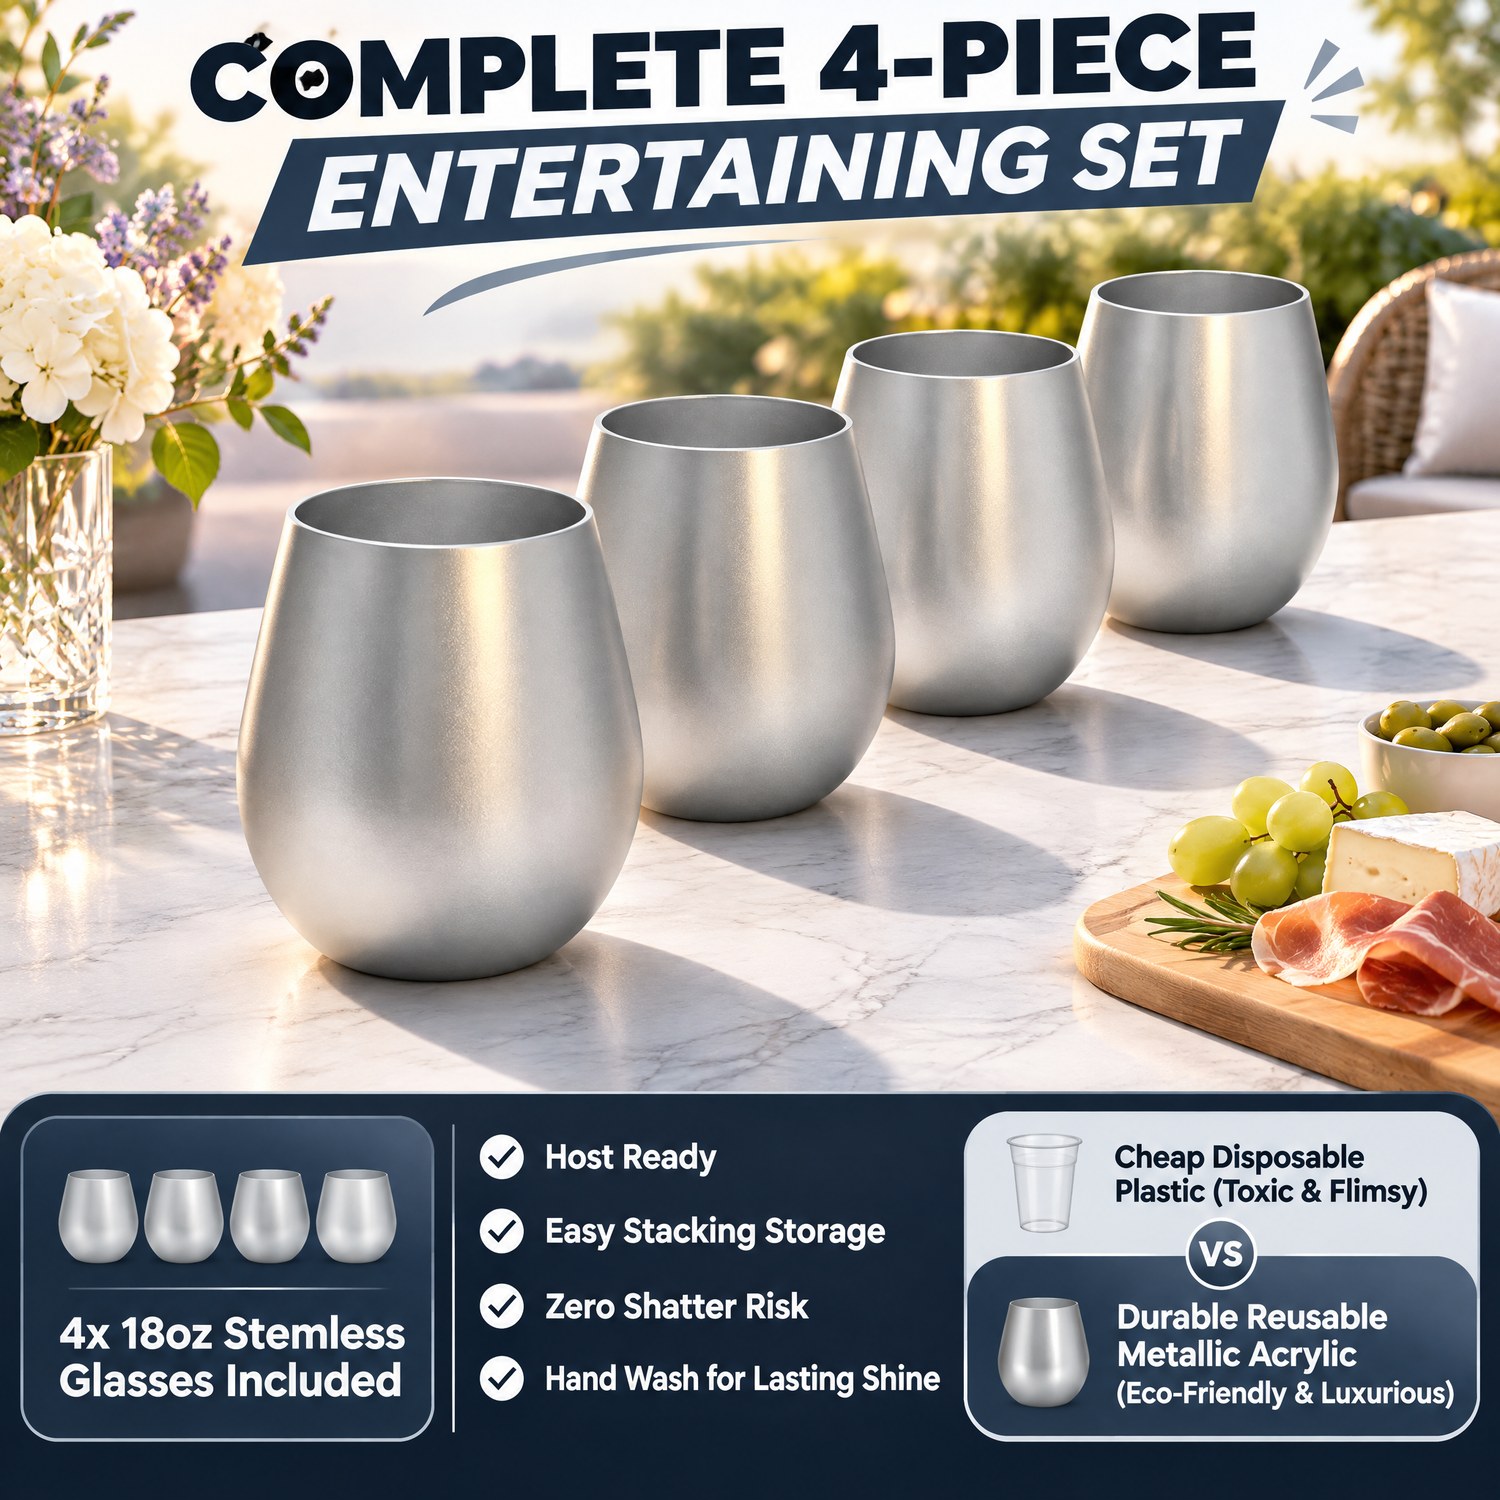 COMPLETE 4-PIECE
ENTERTAINING SET
4x 18oz Stemless
Glasses Included
Host Ready
Easy Stacking Storage
Zero Shatter Risk
Hand Wash for Lasting Shine
Cheap Disposable
Plastic (Toxic & Flimsy)
VS
Durable Reusable
Metallic Acrylic
(Eco-Friendly & Luxurious)